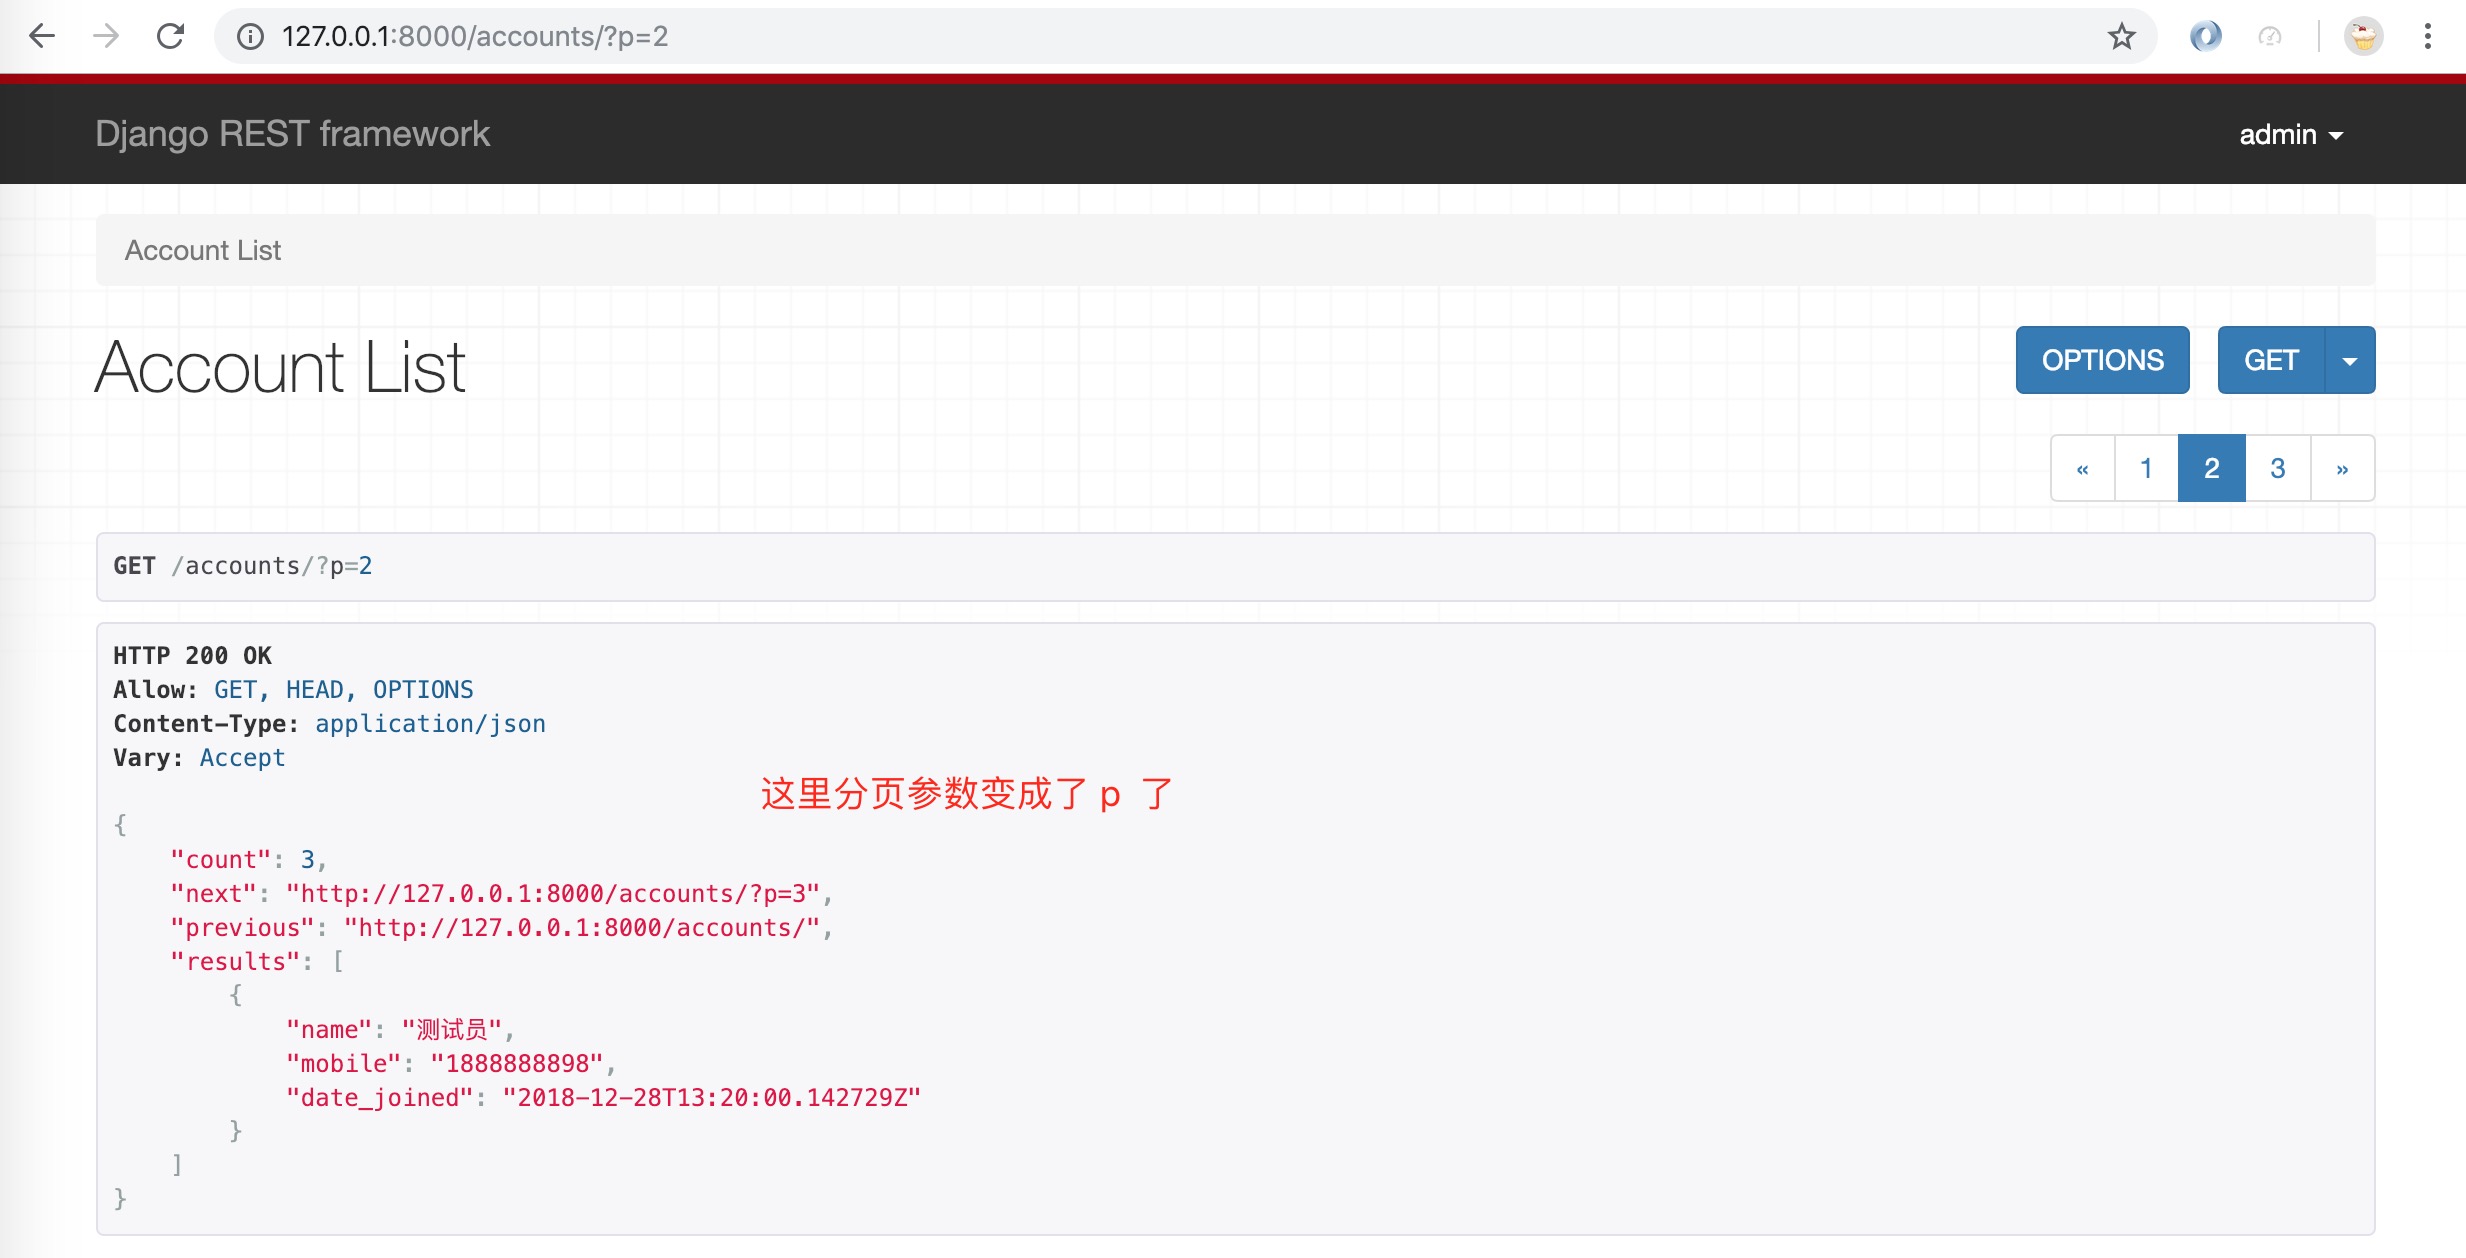 127.0.0.1:8000/accounts/?p=2
Django REST framework
admin
Account List
Account List
OPTIONS
GET
« 1 2 3 »
GET /accounts/?p=2
HTTP 200 OK
Allow: GET, HEAD, OPTIONS
Content-Type: application/json
Vary: Accept
这里分页参数变成了 p 了
{
    "count": 3,
    "next": "http://127.0.0.1:8000/accounts/?p=3",
    "previous": "http://127.0.0.1:8000/accounts/",
    "results": [
        {
            "name": "测试员",
            "mobile": "1888888898",
            "date_joined": "2018-12-28T13:20:00.142729Z"
        }
    ]
}